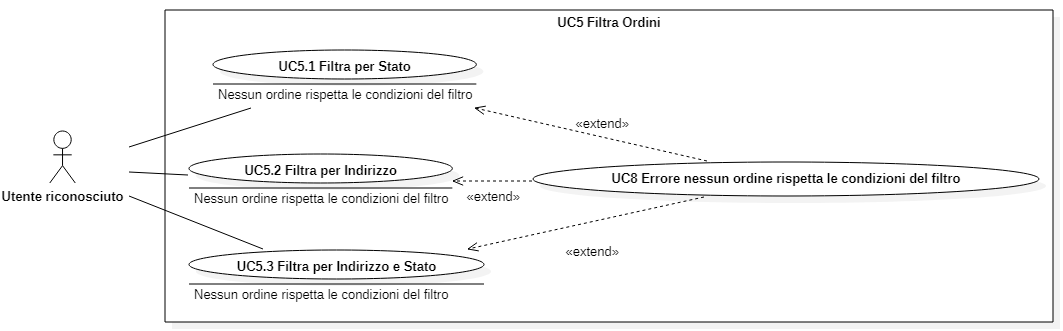 UC5 Filtra Ordini
UC5.1 Filtra per Stato
Nessun ordine rispetta le condizioni del filtro
«extend»
UC5.2 Filtra per Indirizzo
UC8 Errore nessun ordine rispetta le condizioni del filtro
Utente riconosciuto
Nessun ordine rispetta le condizioni del filtro
«extend»
«extend»
UC5.3 Filtra per Indirizzo e Stato
Nessun ordine rispetta le condizioni del filtro